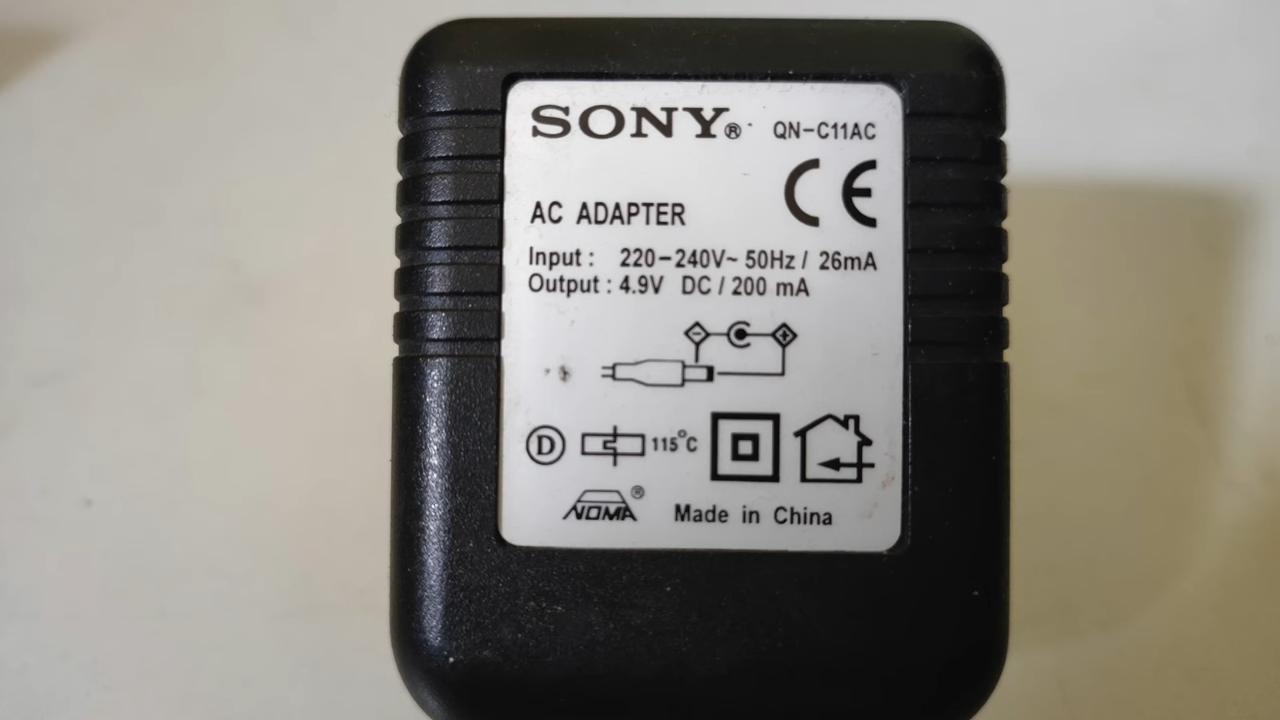 SONY® QN-C11AC
CE
AC ADAPTER
Input : 220-240V~ 50Hz / 26mA
Output : 4.9V DC / 200 mA
- +
D 115°C
NOMA®
Made in China